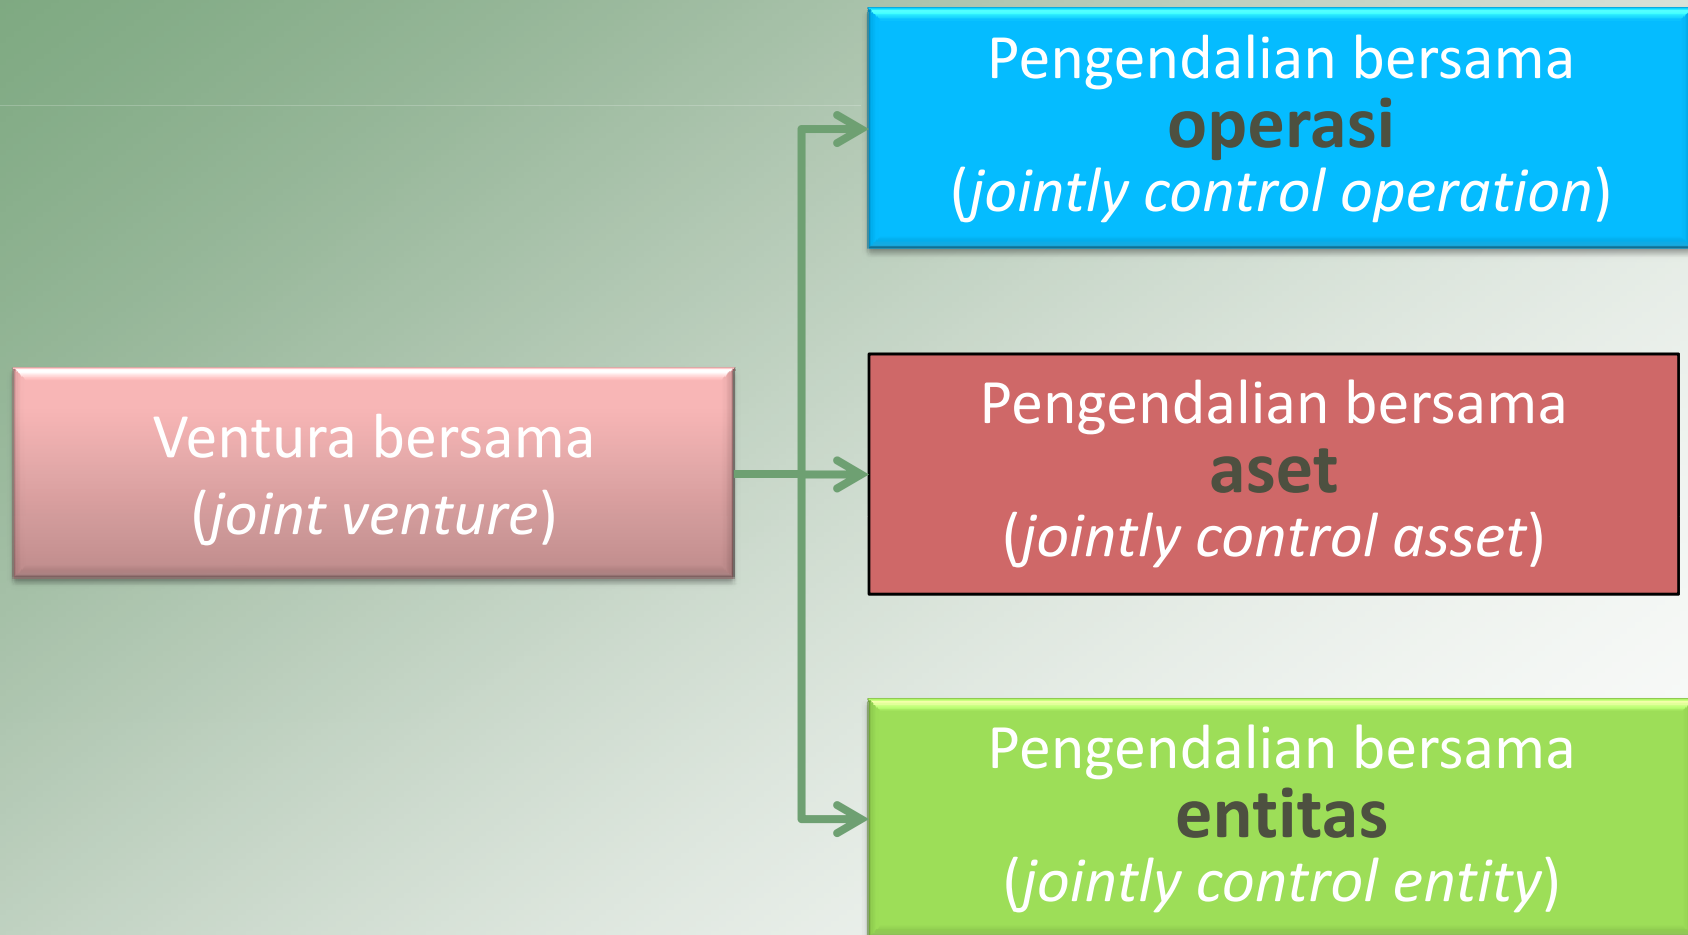 Pengendalian bersama
operasi
(jointly control operation)
Ventura bersama
(joint venture)
Pengendalian bersama
aset
(jointly control asset)
Pengendalian bersama
entitas
(jointly control entity)